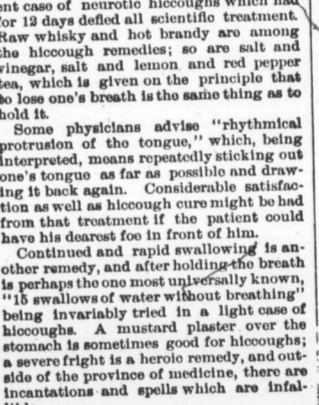 ent case of neurotic hiccoughs which had
for 12 days defied all scientific treatment.
Raw whisky and hot brandy are among
the hiccough remedies; so are salt and
vinegar, salt and lemon and red pepper
tea, which is given on the principle that
to lose one's breath is the same thing as to
hold it.
Some physicians advise "rhythmical
protrusion of the tongue," which, being
interpreted, means repeatedly sticking out
one's tongue as far as possible and draw-
ing it back again. Considerable satisfac-
tion as well as hiccough cure might be had
from that treatment if the patient could
have his dearest foe in front of him.
Continued and rapid swallowing is an-
other remedy, and after holding the breath
is perhaps the one most universally known,
"15 swallows of water without breathing"
being invariably tried in a light case of
hiccoughs. A mustard plaster over the
stomach is sometimes good for hiccoughs;
a severe fright is a heroic remedy, and out-
side of the province of medicine, there are
incantations and spells which are infal-